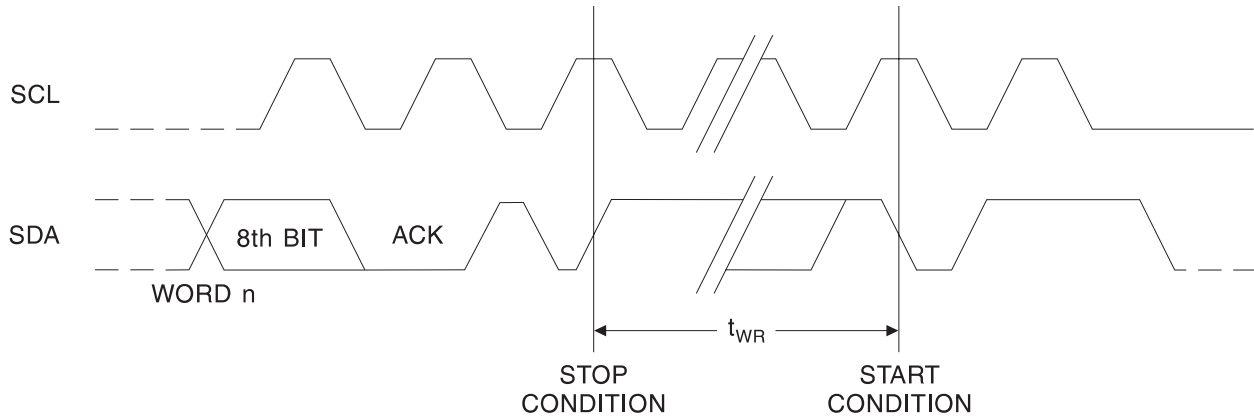 SCL
SDA
8th BIT
ACK
WORD n
tWR
STOP
CONDITION
START
CONDITION